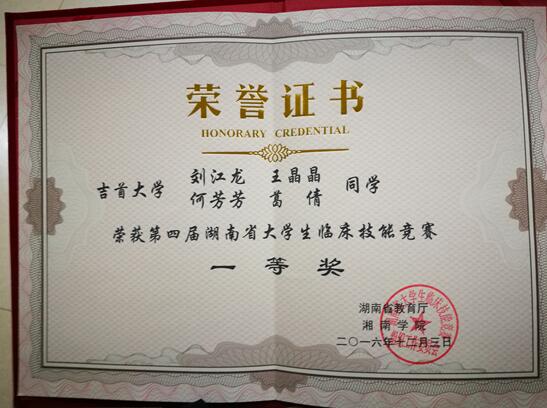 荣誉证书
HONORARY CREDENTIAL
吉首大学 刘江龙 王晶晶 同学
何芳芳 葛倩
荣获第四届湖南省大学生临床技能竞赛
一等奖
湖南省教育厅
湘南学院
二〇一六年十二月三日